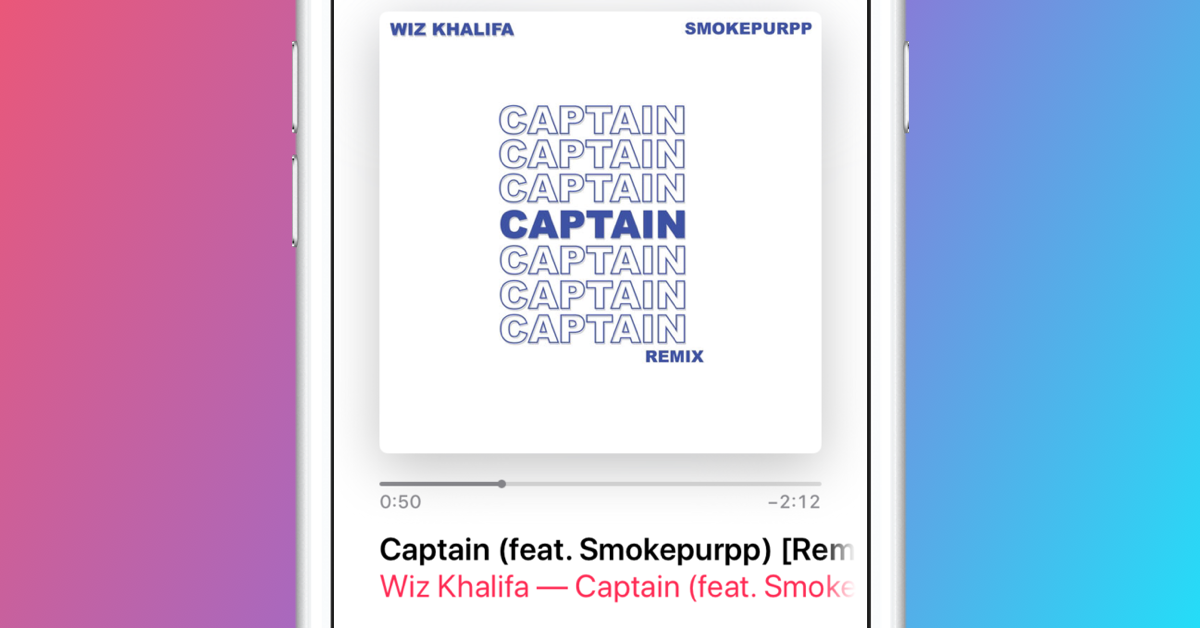 WIZ KHALIFA SMOKEPURPP
CAPTAIN
CAPTAIN
CAPTAIN
CAPTAIN
CAPTAIN
CAPTAIN
CAPTAIN
REMIX
0:50 −2:12
Captain (feat. Smokepurpp) [Rem
Wiz Khalifa — Captain (feat. Smoke